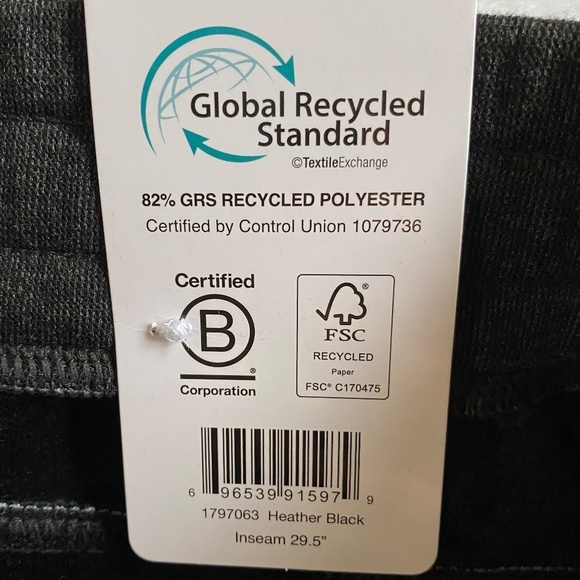 Global Recycled
Standard
©TextileExchange
82% GRS RECYCLED POLYESTER
Certified by Control Union 1079736
Certified
B
®
Corporation
®
FSC
RECYCLED
Paper
FSC® C170475
6 96539 91597 9
1797063 Heather Black
Inseam 29.5"